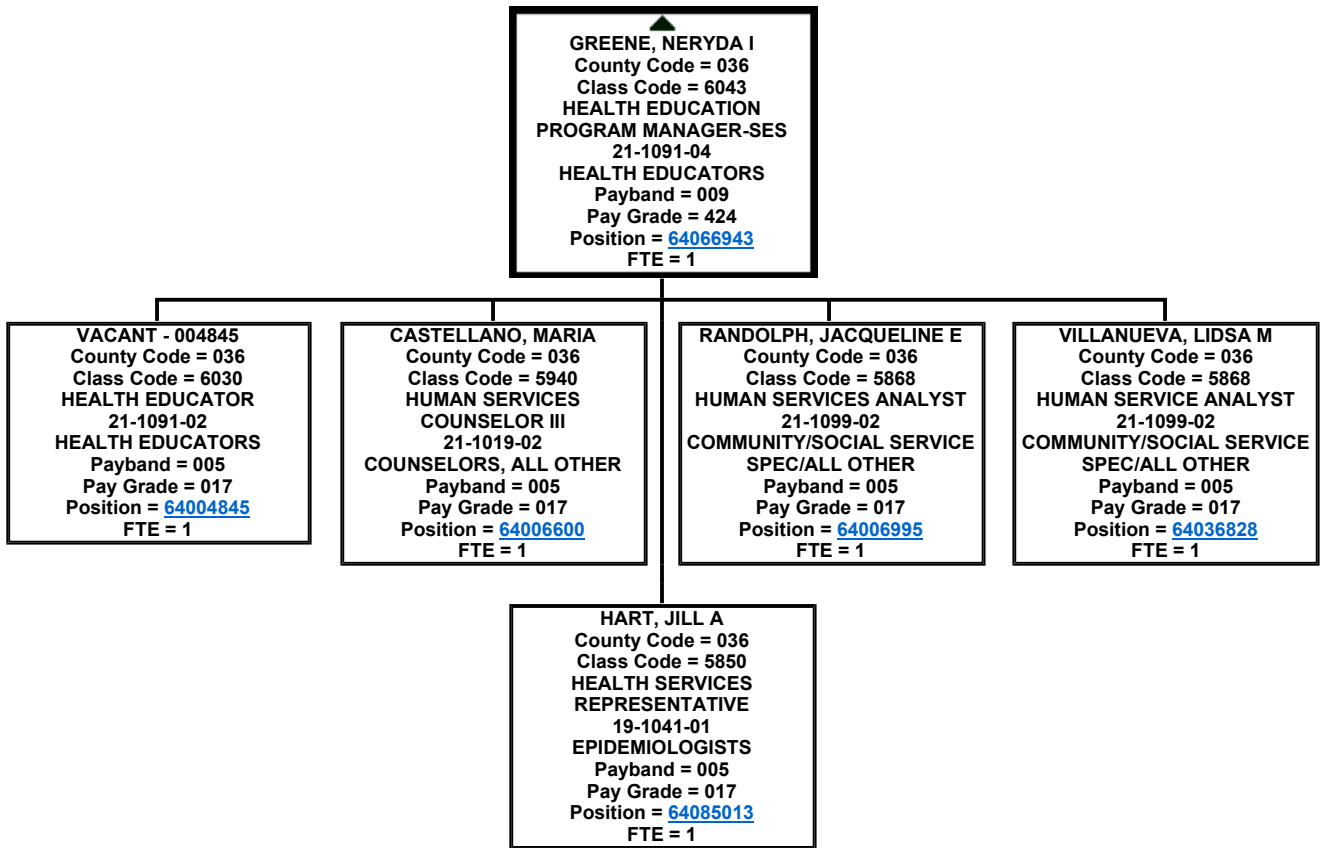 GREENE, NERYDA I
County Code = 036
Class Code = 6043
HEALTH EDUCATION
PROGRAM MANAGER-SES
21-1091-04
HEALTH EDUCATORS
Payband = 009
Pay Grade = 424
Position = 64066943
FTE = 1
VACANT - 004845
County Code = 036
Class Code = 6030
HEALTH EDUCATOR
21-1091-02
HEALTH EDUCATORS
Payband = 005
Pay Grade = 017
Position = 64004845
FTE = 1
CASTELLANO, MARIA
County Code = 036
Class Code = 5940
HUMAN SERVICES
COUNSELOR III
21-1019-02
COUNSELORS, ALL OTHER
Payband = 005
Pay Grade = 017
Position = 64006600
FTE = 1
RANDOLPH, JACQUELINE E
County Code = 036
Class Code = 5868
HUMAN SERVICES ANALYST
21-1099-02
COMMUNITY/SOCIAL SERVICE
SPEC/ALL OTHER
Payband = 005
Pay Grade = 017
Position = 64006995
FTE = 1
VILLANUEVA, LIDSA M
County Code = 036
Class Code = 5868
HUMAN SERVICE ANALYST
21-1099-02
COMMUNITY/SOCIAL SERVICE
SPEC/ALL OTHER
Payband = 005
Pay Grade = 017
Position = 64036828
FTE = 1
HART, JILL A
County Code = 036
Class Code = 5850
HEALTH SERVICES
REPRESENTATIVE
19-1041-01
EPIDEMIOLOGISTS
Payband = 005
Pay Grade = 017
Position = 64085013
FTE = 1